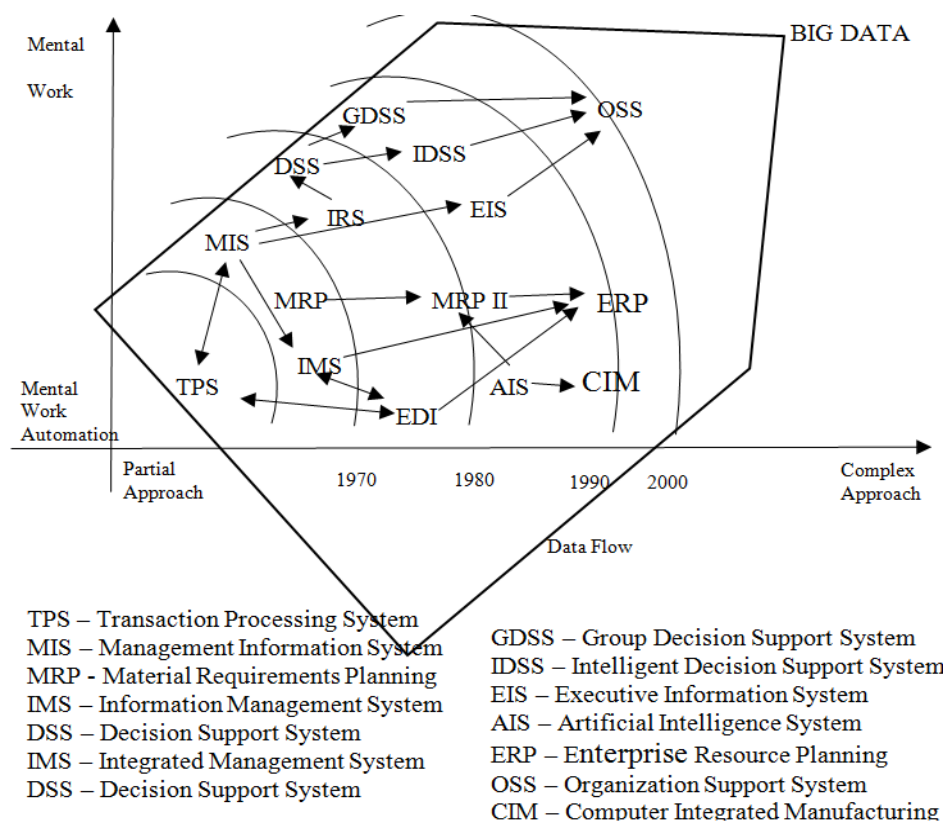 Mental
Work
BIG DATA
GDSS
OSS
DSS
IDSS
IRS
EIS
MIS
MRP
MRP II
ERP
IMS
TPS
AIS
CIM
EDI
Mental
Work
Automation
Partial
Approach
1970
1980
1990
2000
Complex
Approach
Data Flow
TPS – Transaction Processing System
MIS – Management Information System
MRP - Material Requirements Planning
IMS – Information Management System
DSS – Decision Support System
IMS – Integrated Management System
DSS – Decision Support System
GDSS – Group Decision Support System
IDSS – Intelligent Decision Support System
EIS – Executive Information System
AIS – Artificial Intelligence System
ERP – Enterprise Resource Planning
OSS – Organization Support System
CIM – Computer Integrated Manufacturing